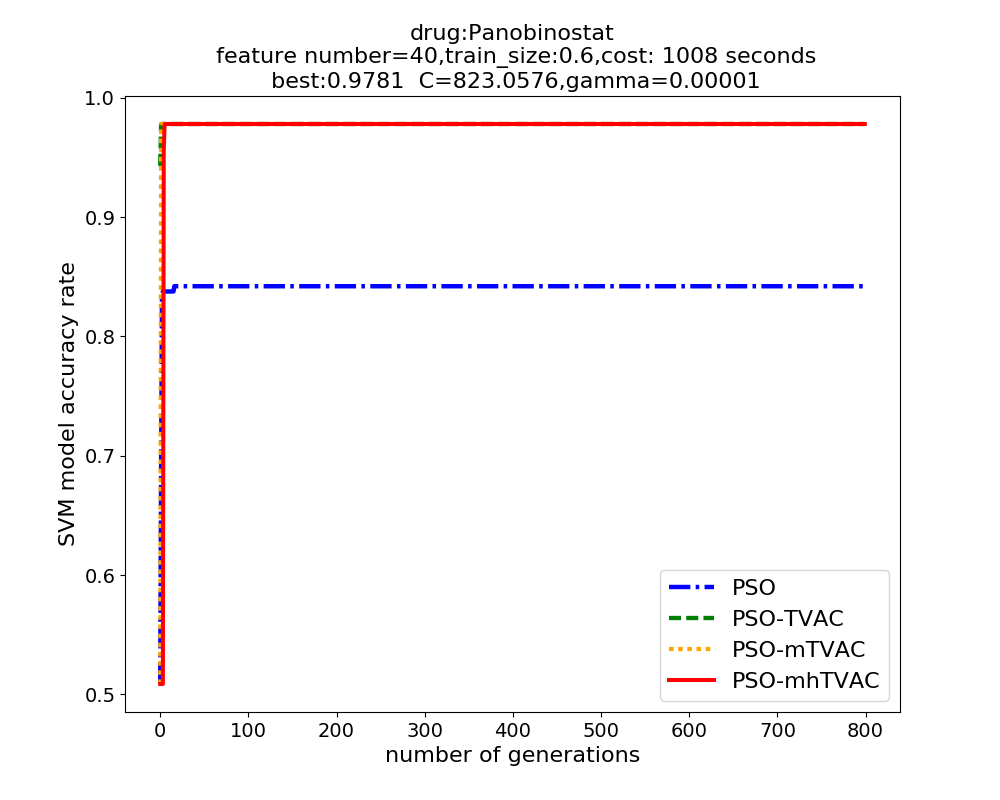 drug:Panobinostat
feature number=40,train_size:0.6,cost: 1008 seconds
best:0.9781  C=823.0576,gamma=0.00001
1.0
0.9
0.8
0.7
0.6
0.5
SVM model accuracy rate
0 100 200 300 400 500 600 700 800
number of generations
PSO
PSO-TVAC
PSO-mTVAC
PSO-mhTVAC